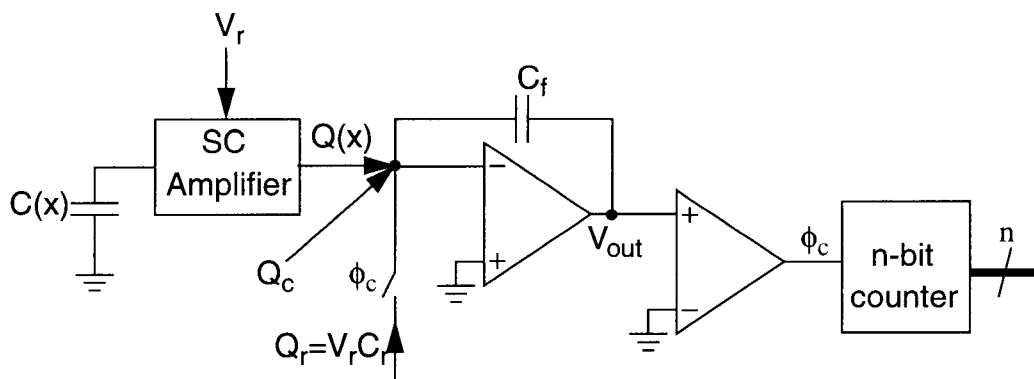 V_r
C_f
SC
Amplifier
Q(x)
C(x)
Q_c
ϕ_c
Q_r=V_rC_r
−
+
V_out
+
−
ϕ_c
n-bit
counter
n